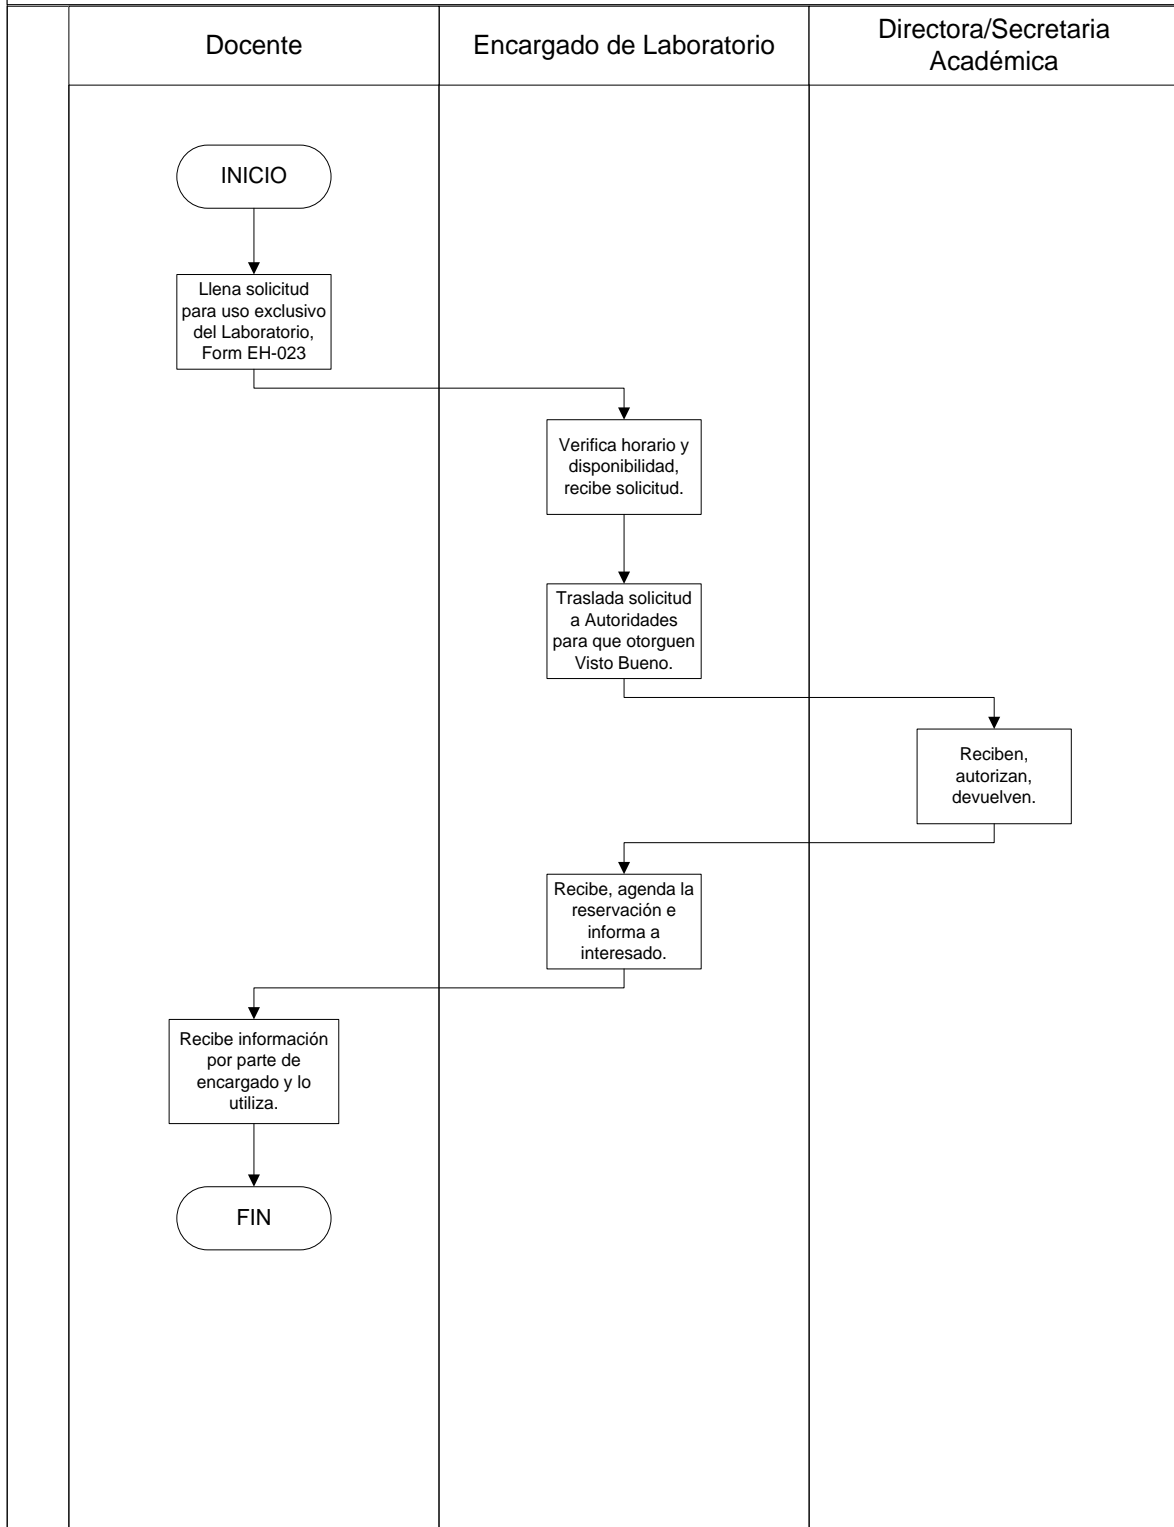 Docente
Encargado de Laboratorio
Directora/Secretaria
Académica
INICIO
Llena solicitud
para uso exclusivo
del Laboratorio,
Form EH-023
Verifica horario y
disponibilidad,
recibe solicitud.
Traslada solicitud
a Autoridades
para que otorguen
Visto Bueno.
Reciben,
autorizan,
devuelven.
Recibe, agenda la
reservación e
informa a
interesado.
Recibe información
por parte de
encargado y lo
utiliza.
FIN